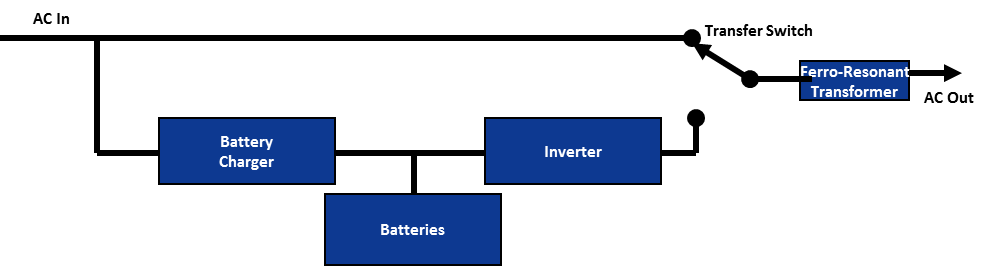 AC In
Transfer Switch
Ferro-Resonant
Transformer
AC Out
Battery
Charger
Inverter
Batteries